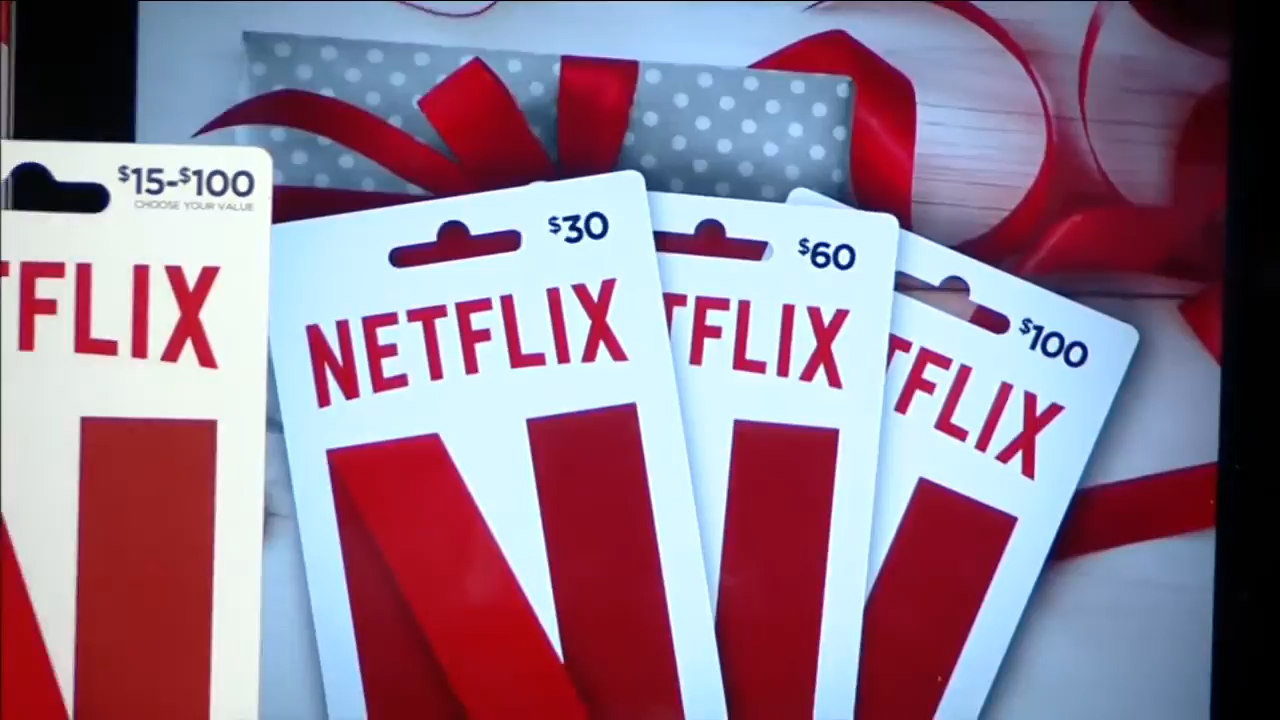 $15-$100
CHOOSE YOUR VALUE
TFLIX
$30
NETFLIX
$60
TFLIX
$100
TFLIX